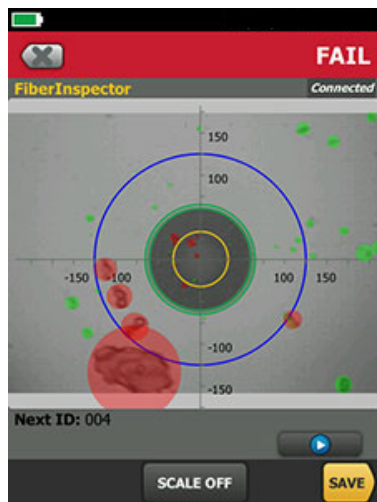 FAIL
FiberInspector
Connected
150
100
-150 -100 100 150
-100
-150
Next ID: 004
SCALE OFF
SAVE